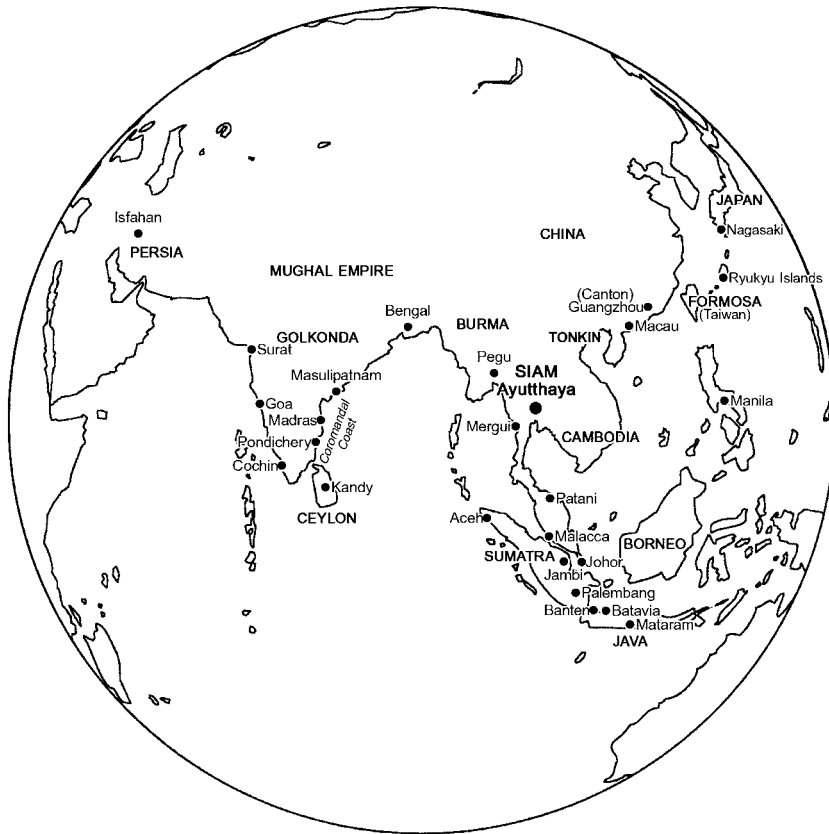 JAPAN
Isfahan
Nagasaki
CHINA
PERSIA
MUGHAL EMPIRE
Ryukyu Islands
(Canton)
Guangzhou
FORMOSA
(Taiwan)
Bengal
BURMA
Macau
GOLKONDA
TONKIN
Surat
Pegu
SIAM
Ayutthaya
Masulipatnam
Manila
Goa
Madras
Coromandal
Coast
Mergui
CAMBODIA
Pondichery
Cochin
Kandy
Patani
CEYLON
Aceh
Malacca
BORNEO
SUMATRA
Johor
Jambi
Palembang
Banten
Batavia
Mataram
JAVA